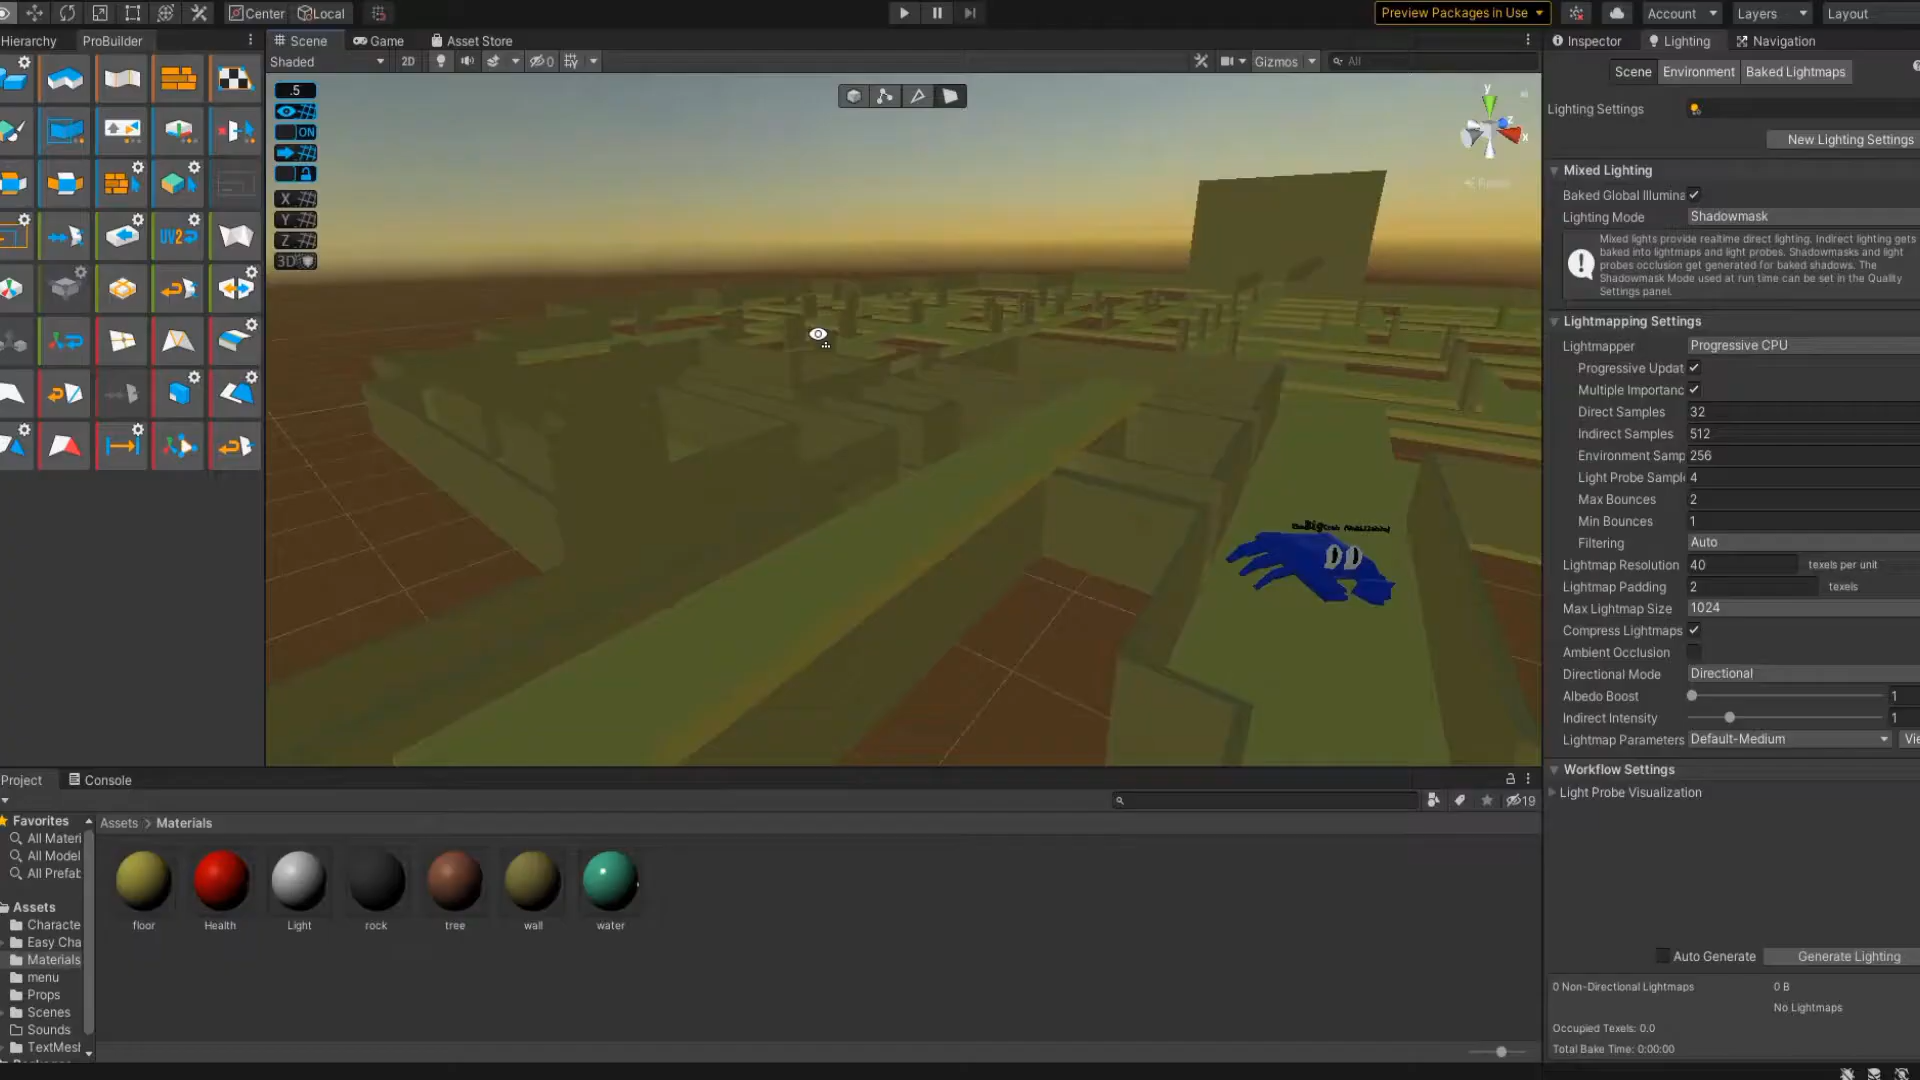 Center Local
Preview Packages in Use
Account Layers Layout
Hierarchy ProBuilder
Scene Game Asset Store
Inspector Lighting Navigation
Shaded 2D 0 Gizmos All
Scene Environment Baked Lightmaps
.5
ON
X
Y
Z
3D
UV2
y
x
z
Lighting Settings
New Lighting Settings
Mixed Lighting
Baked Global Illumina
Lighting Mode Shadowmask
Mixed lights provide realtime direct lighting. Indirect lighting gets
baked into lightmaps and light probes. Shadowmasks and light
probes occlusion get generated for baked shadows. The
Shadowmask Mode used at run time can be set in the Quality
Settings panel.
Lightmapping Settings
Lightmapper Progressive CPU
Progressive Updat
Multiple Importanc
Direct Samples 32
Indirect Samples 512
Environment Samp 256
Light Probe Sampl 4
Max Bounces 2
Min Bounces 1
Filtering Auto
Lightmap Resolution 40 texels per unit
Lightmap Padding 2 texels
Max Lightmap Size 1024
Compress Lightmaps
Ambient Occlusion
Directional Mode Directional
Albedo Boost 1
Indirect Intensity 1
Lightmap Parameters Default-Medium Vie
Workflow Settings
Light Probe Visualization
Auto Generate Generate Lighting
0 Non-Directional Lightmaps 0 B
No Lightmaps
Occupied Texels: 0.0
Total Bake Time: 0:00:00
Project Console
19
Favorites
All Materi
All Model
All Prefab
Assets
Characte
Easy Cha
Materials
menu
Props
Scenes
Sounds
TextMesh
Assets > Materials
floor Health Light rock tree wall water